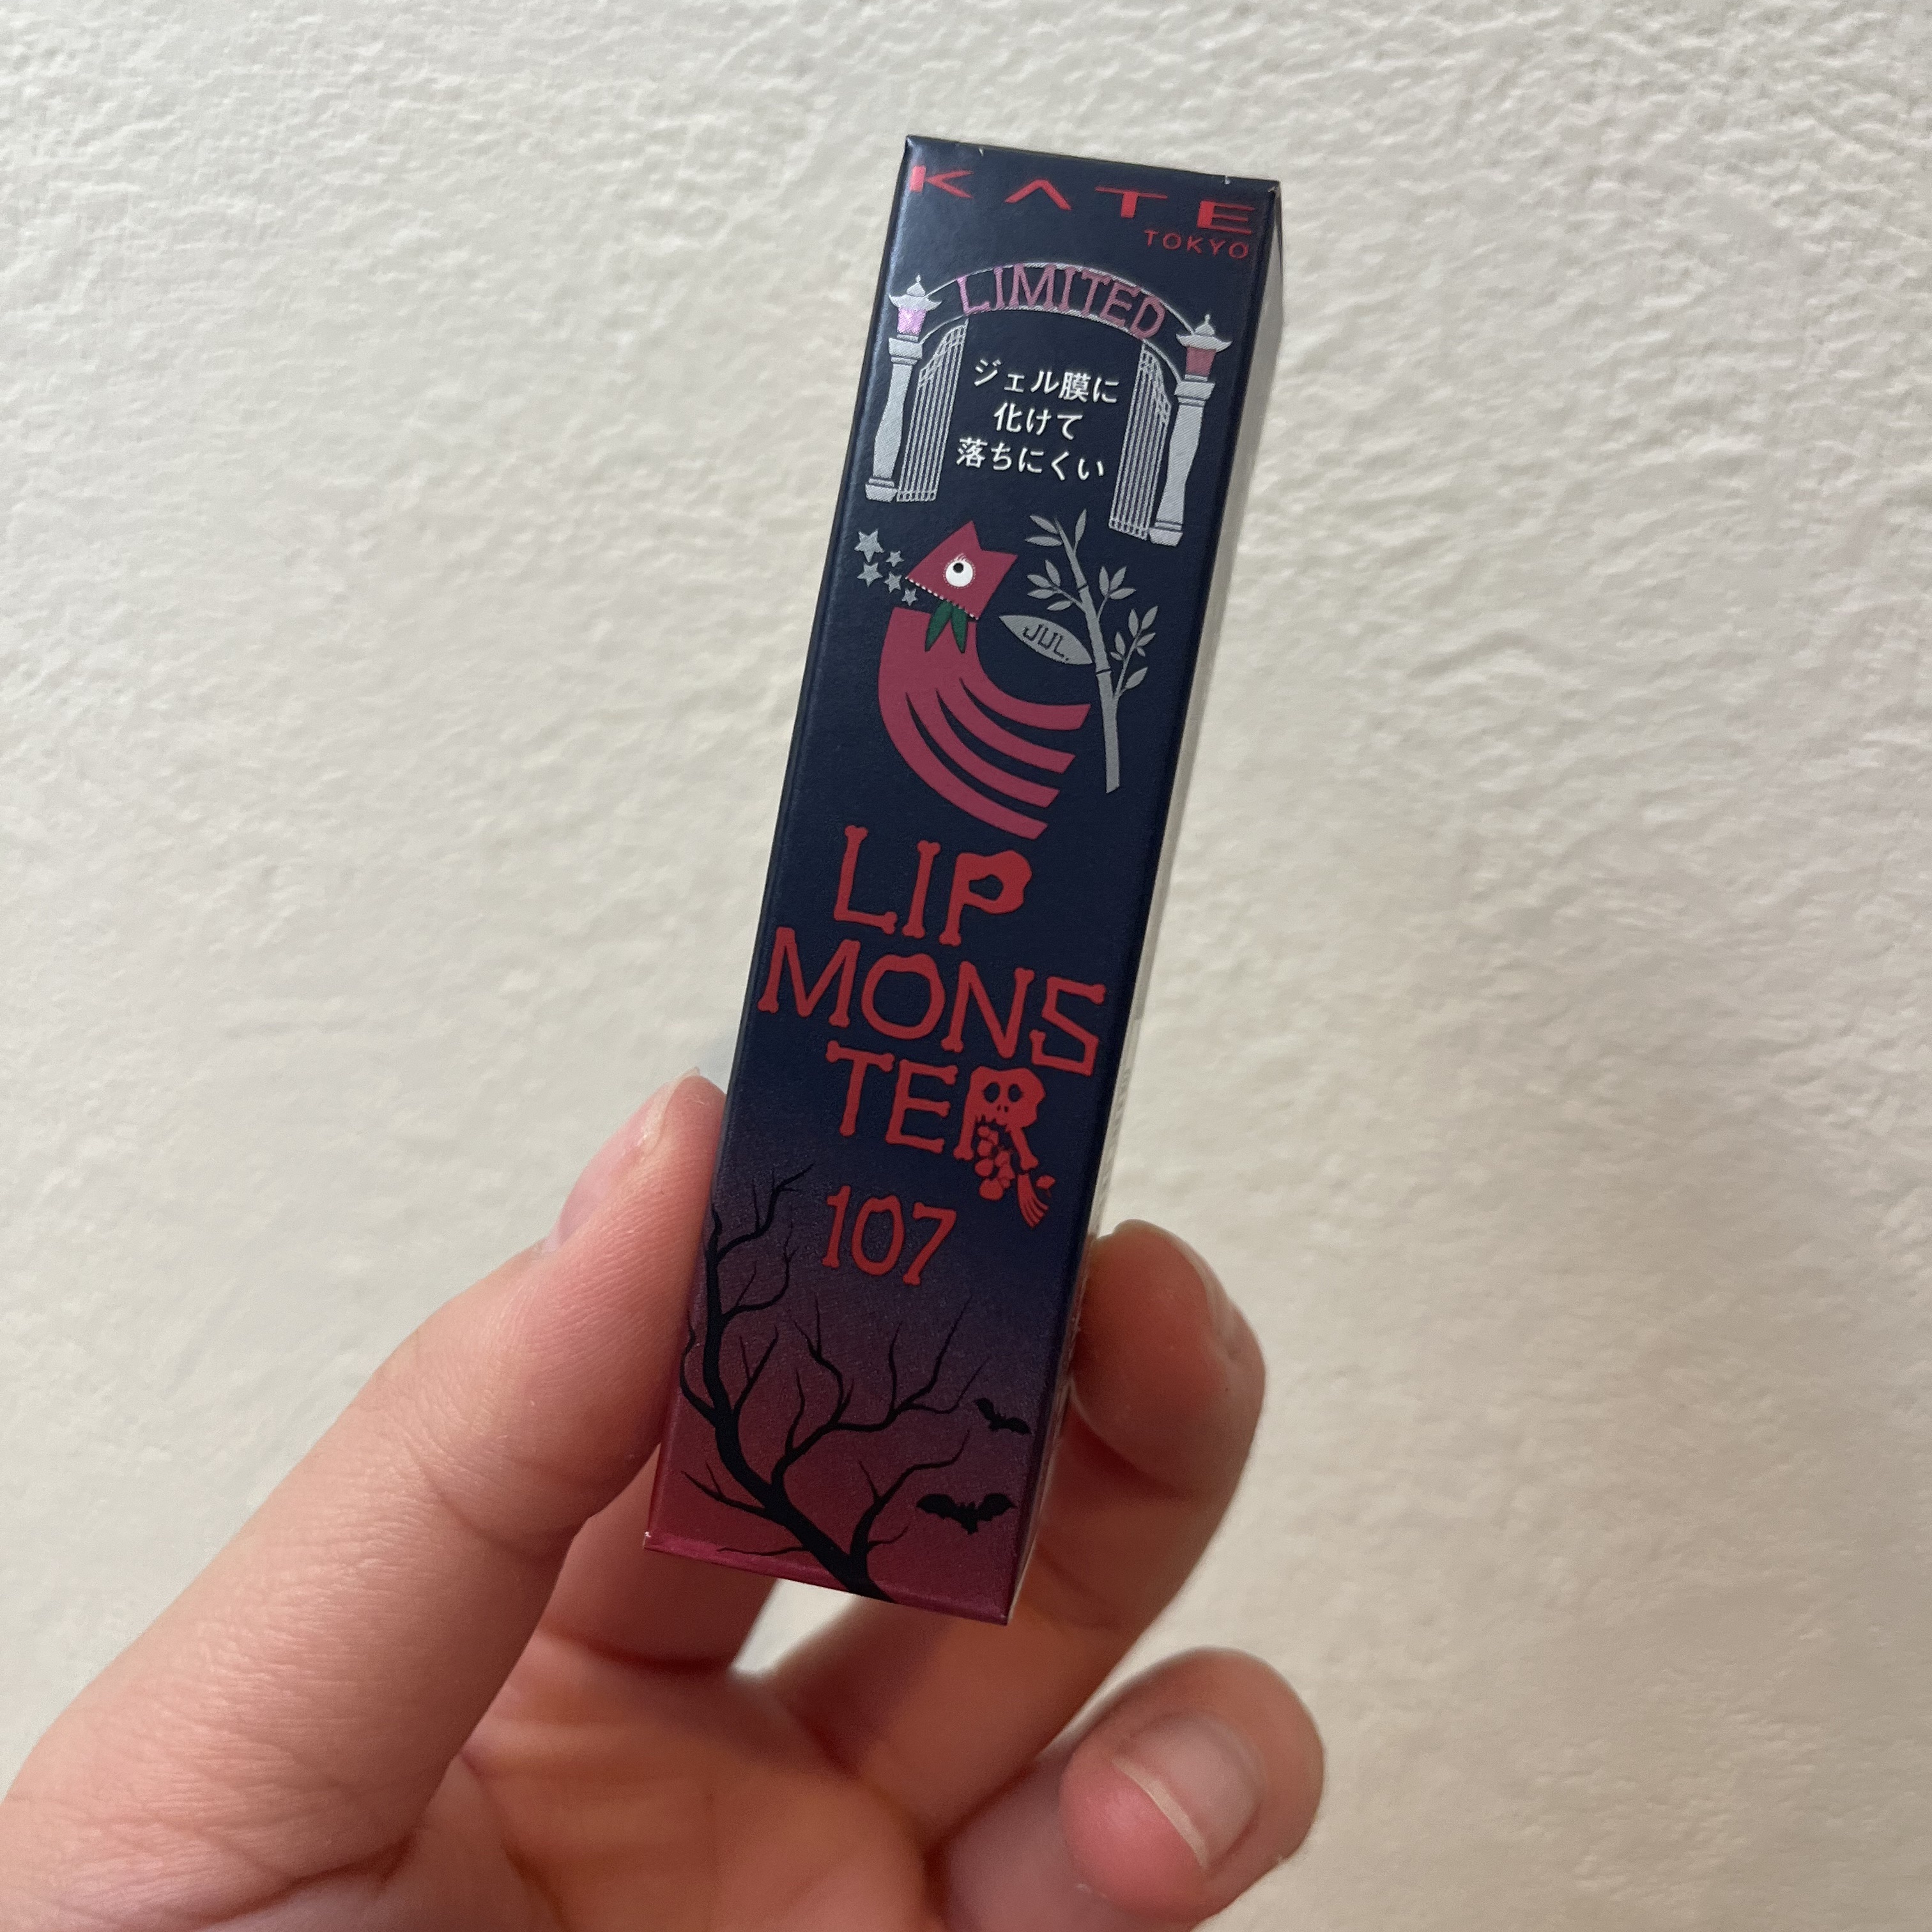 KATE
TOKYO
LIMITED
ジェル膜に
化けて
落ちにくい
JUL.
LIP
MONS
TER
107